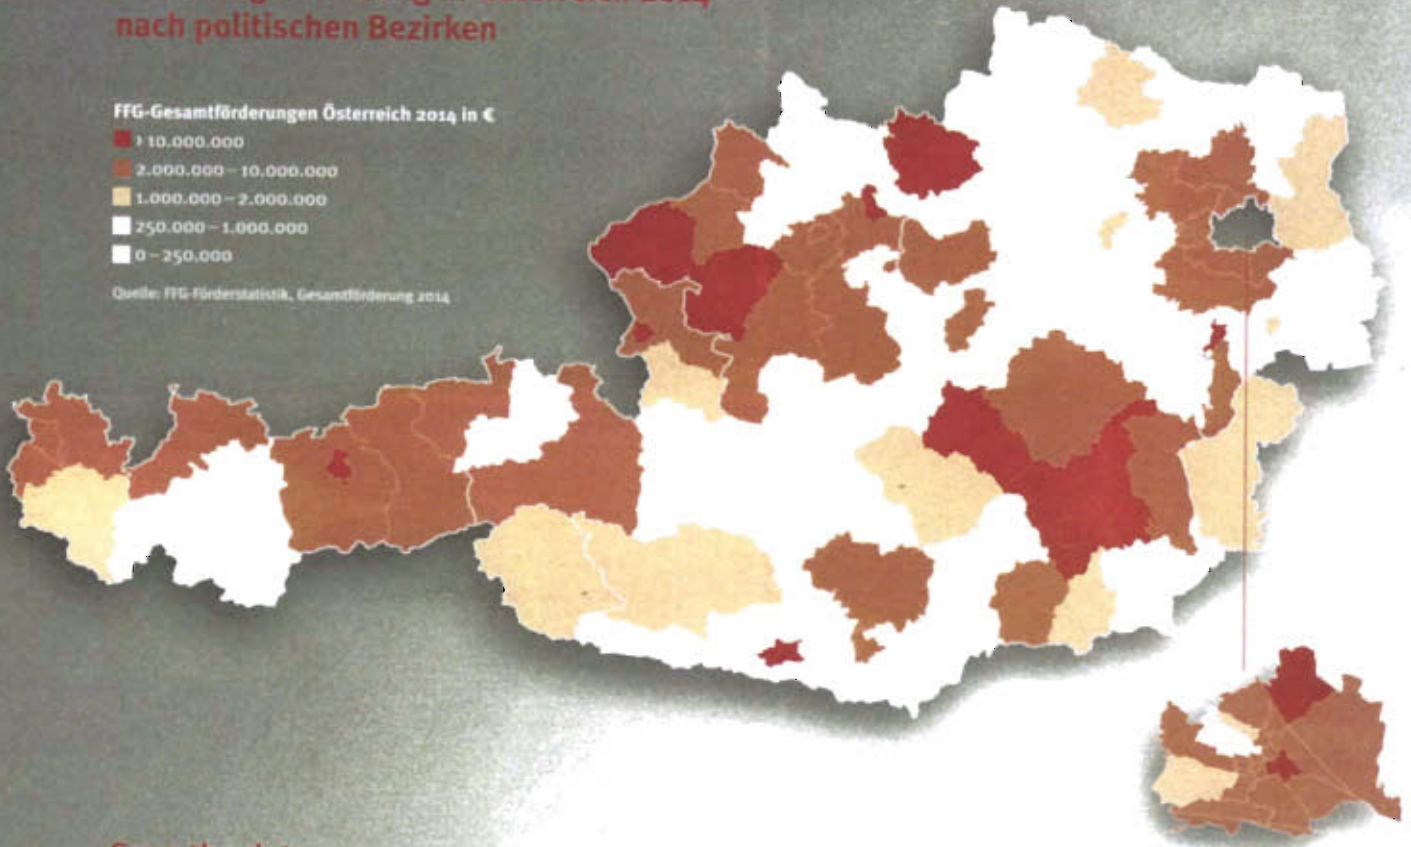 nach politischen Bezirken
FFG-Gesamtförderungen Österreich 2014 in €
> 10.000.000
2.000.000 – 10.000.000
1.000.000 – 2.000.000
250.000 – 1.000.000
0 – 250.000
Quelle: FFG-Förderstatistik, Gesamtförderung 2014